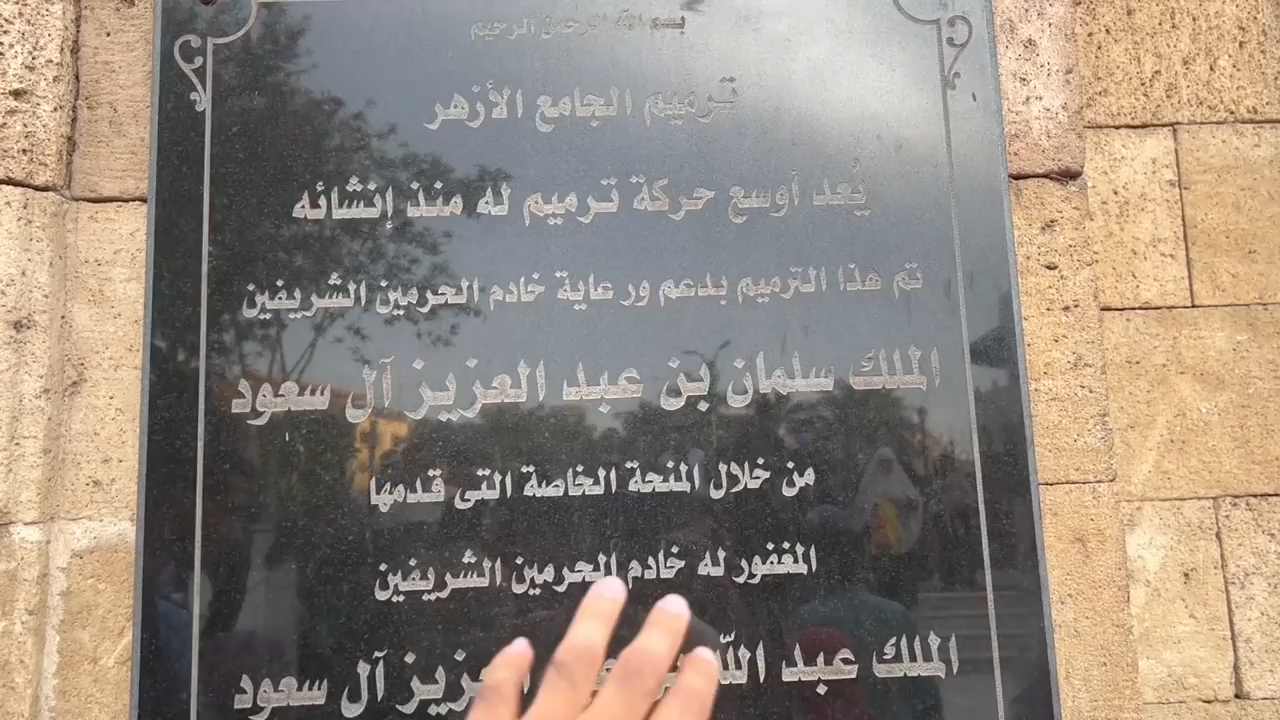 بسم الله الرحمن الرحيم
ترميم الجامع الأزهر
يُعد أوسع حركة ترميم له منذ إنشائه
تم هذا الترميم بدعم ورعاية خادم الحرمين الشريفين
الملك سلمان بن عبد العزيز آل سعود
من خلال المنحة الخاصة التى قدمها
المغفور له خادم الحرمين الشريفين
الملك عبد الله آل سعود